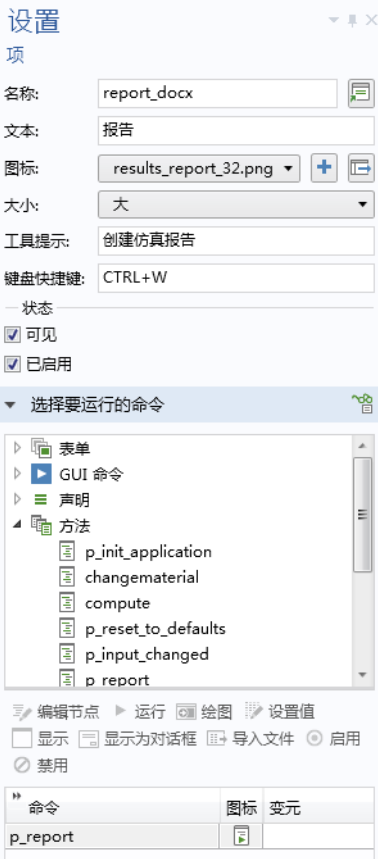 设置
项
名称: report_docx
文本: 报告
图标: results_report_32.png
大小: 大
工具提示: 创建仿真报告
键盘快捷键: CTRL+W
状态
可见
已启用
选择要运行的命令
表单
GUI 命令
声明
方法
p_init_application
changematerial
compute
p_reset_to_defaults
p_input_changed
p_report
编辑节点 运行 绘图 设置值
显示 显示为对话框 导入文件 启用
禁用
命令 图标 变元
p_report